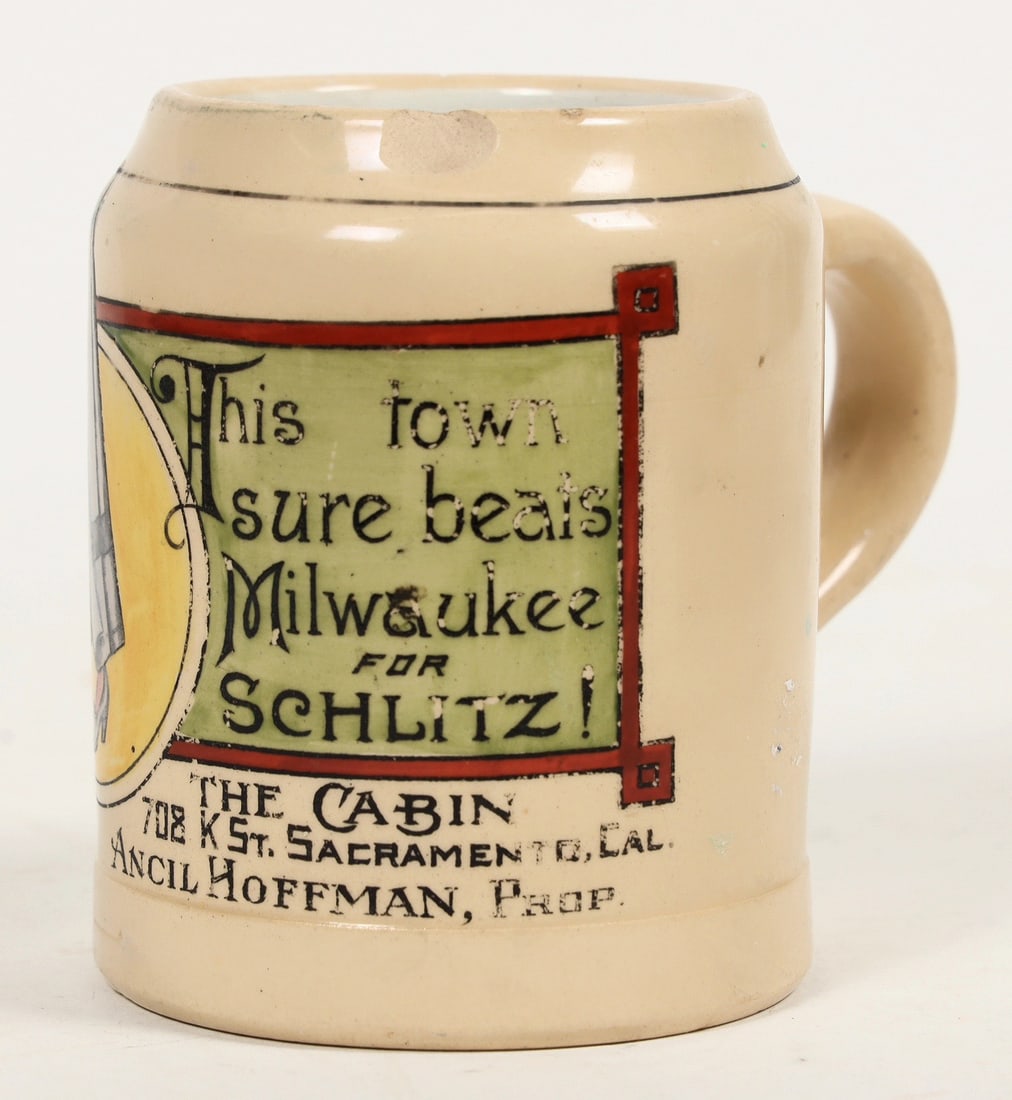 This town
sure beats
Milwaukee
FOR
SCHLITZ!
THE CABIN
708 K ST. SACRAMENTO, CAL.
ANCIL HOFFMAN, PROP.